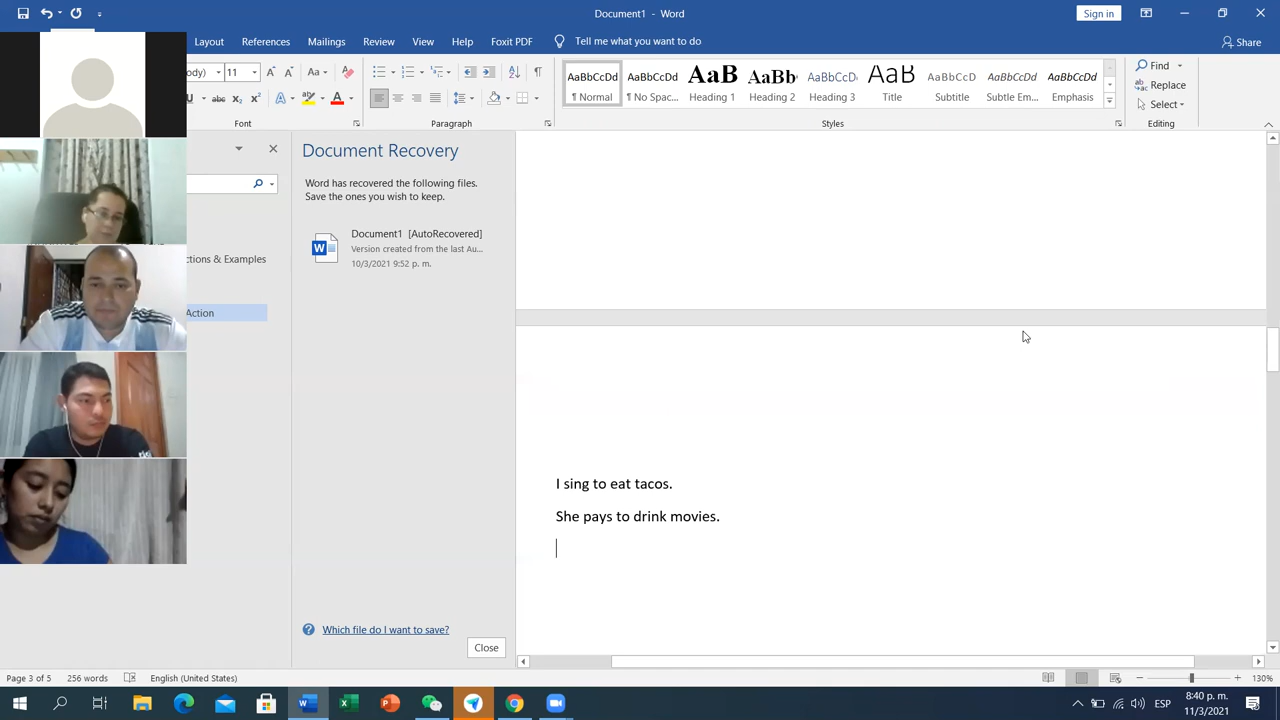 Document1 - Word
Sign in
Layout References Mailings Review View Help Foxit PDF Tell me what you want to do
Share
11
Aa
AaBbCcDd AaBbCcDd AaB AaBb AaBbCcD AaB AaBbCcD AaBbCcDd AaBbCcDd
¶ Normal ¶ No Spac... Heading 1 Heading 2 Heading 3 Title Subtitle Subtle Em... Emphasis
Find
Replace
Select
Font Paragraph Styles Editing
Document Recovery
Word has recovered the following files.
Save the ones you wish to keep.
Document1 [AutoRecovered]
Version created from the last Au...
10/3/2021 9:52 p. m.
ctions & Examples
Action
I sing to eat tacos.
She pays to drink movies.
Which file do I want to save?
Close
Page 3 of 5 256 words English (United States)
130%
ESP
8:40 p. m.
11/3/2021